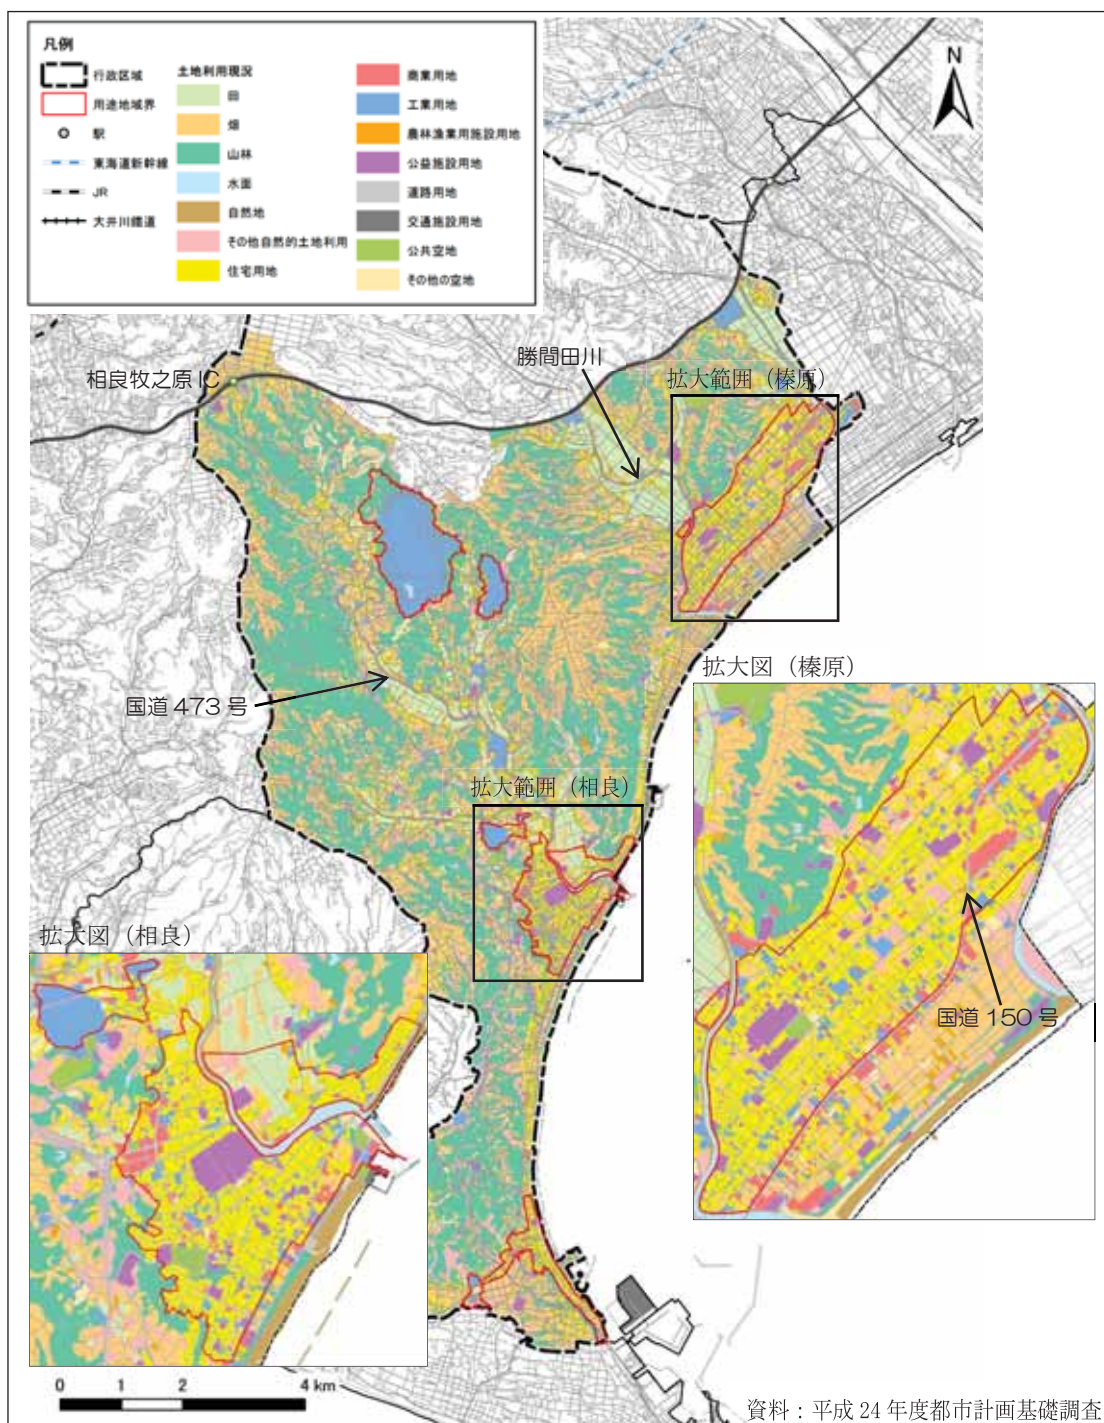 凡例
行政区域
用途地域界
駅
東海道新幹線
JR
大井川鐵道
土地利用現況
田
畑
山林
水面
自然地
その他自然的土地利用
住宅用地
商業用地
工業用地
農林漁業用施設用地
公益施設用地
道路用地
交通施設用地
公共空地
その他の空地
N
相良牧之原IC
勝間田川
拡大範囲（榛原）
国道473号
拡大図（榛原）
拡大範囲（相良）
拡大図（相良）
国道150号
0 1 2 4 km
資料：平成24年度都市計画基礎調査